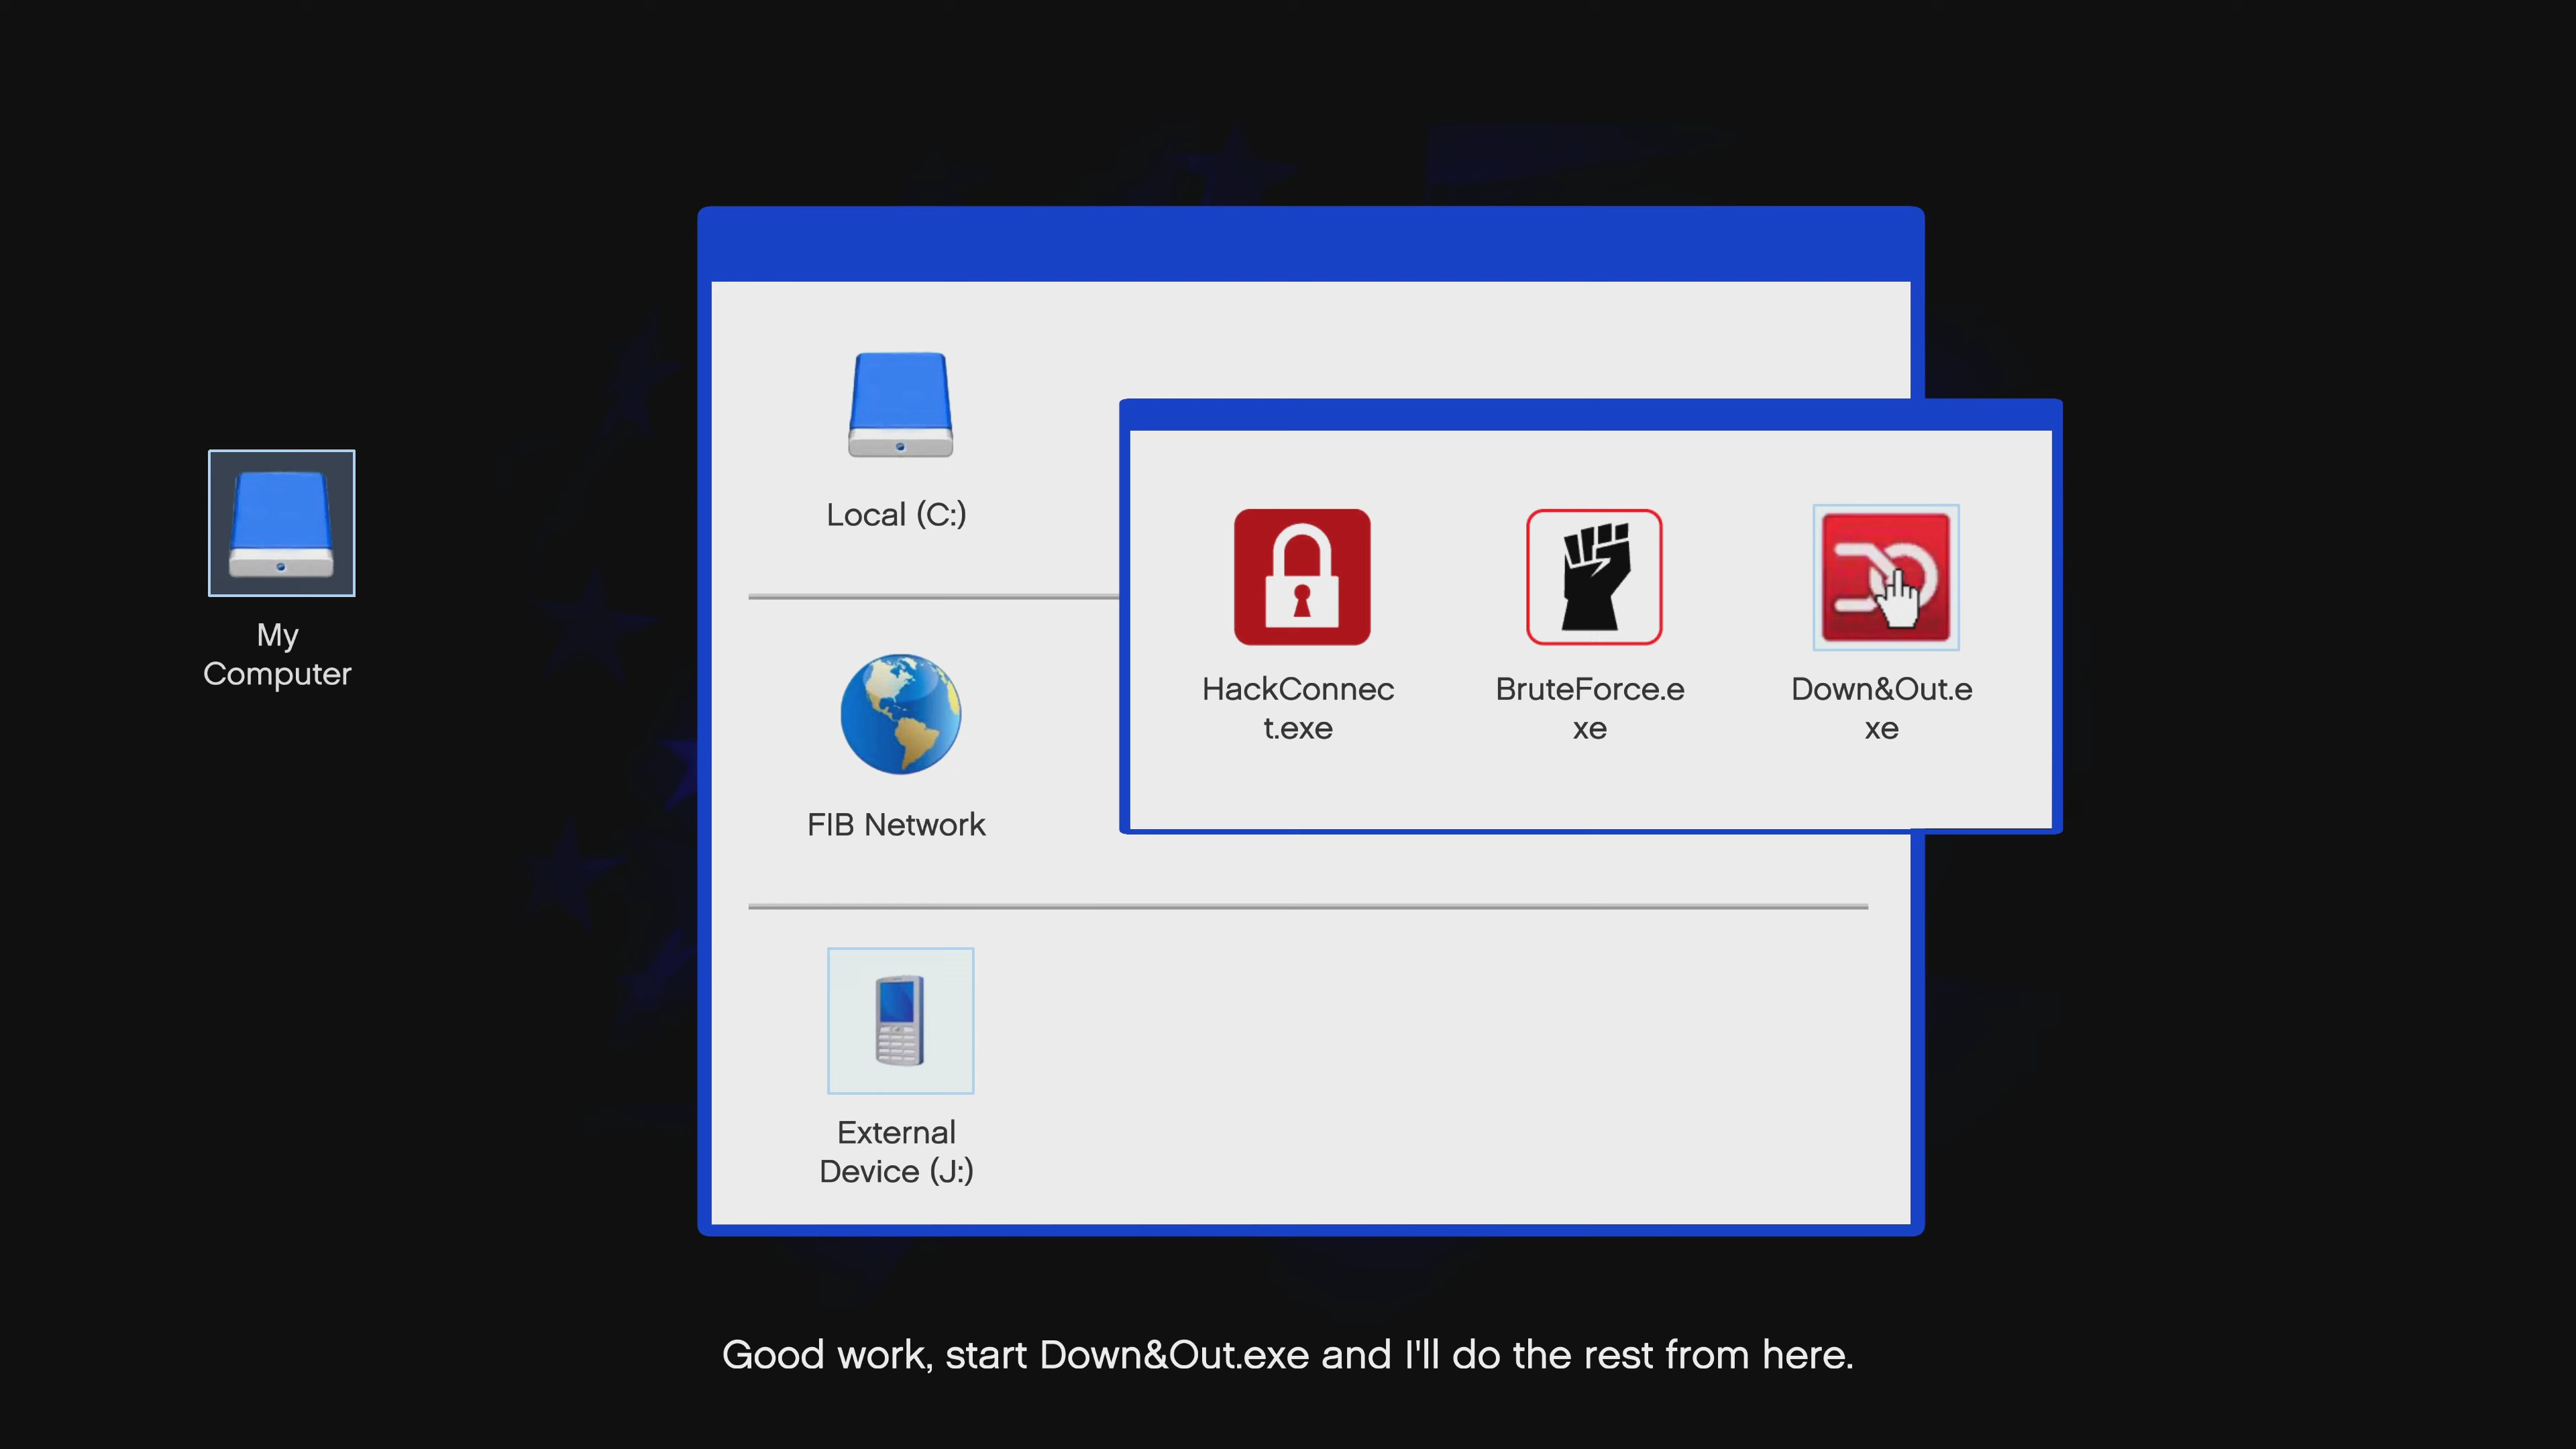 My
Computer
Local (C:)
HackConnec
t.exe
BruteForce.e
xe
Down&Out.e
xe
FIB Network
External
Device (J:)
Good work, start Down&Out.exe and I'll do the rest from here.